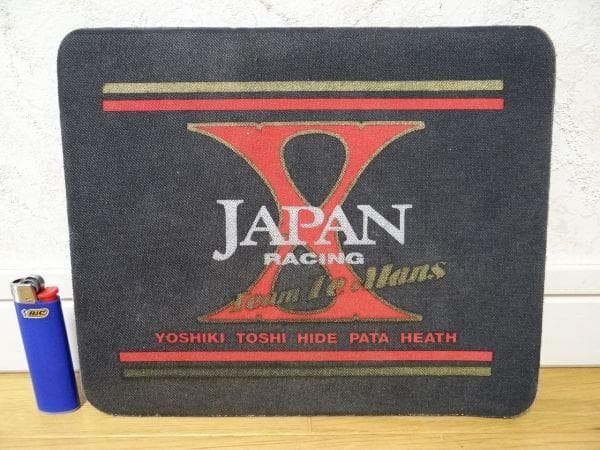 X
JAPAN
RACING
Team Le Mans
YOSHIKI TOSHI HIDE PATA HEATH
BIC